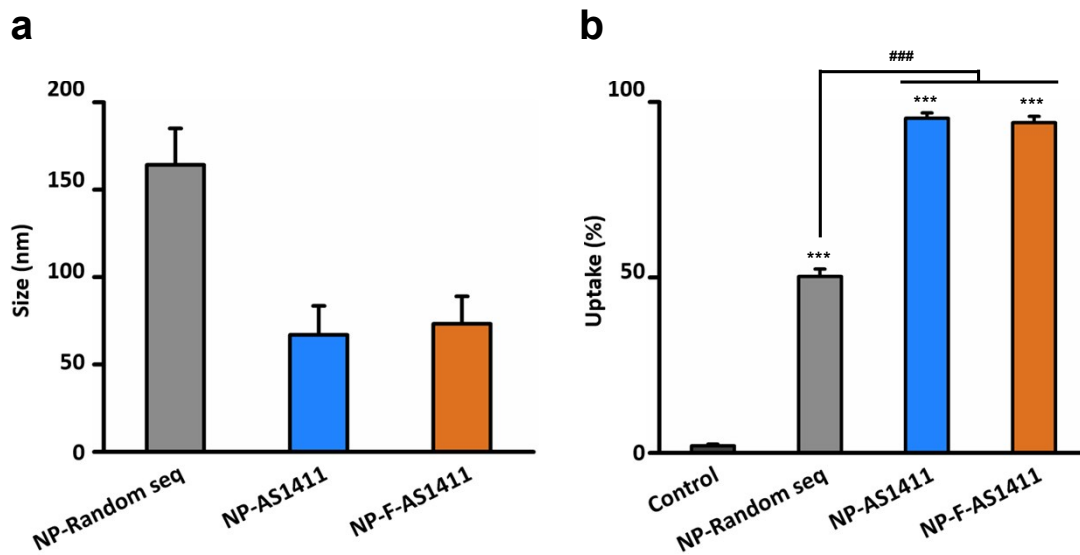 a
200
150
100
50
0
Size (nm)
NP-Random seq
NP-AS1411
NP-F-AS1411
b
###
100
50
0
Uptake (%)
***
***
***
Control
NP-Random seq
NP-AS1411
NP-F-AS1411